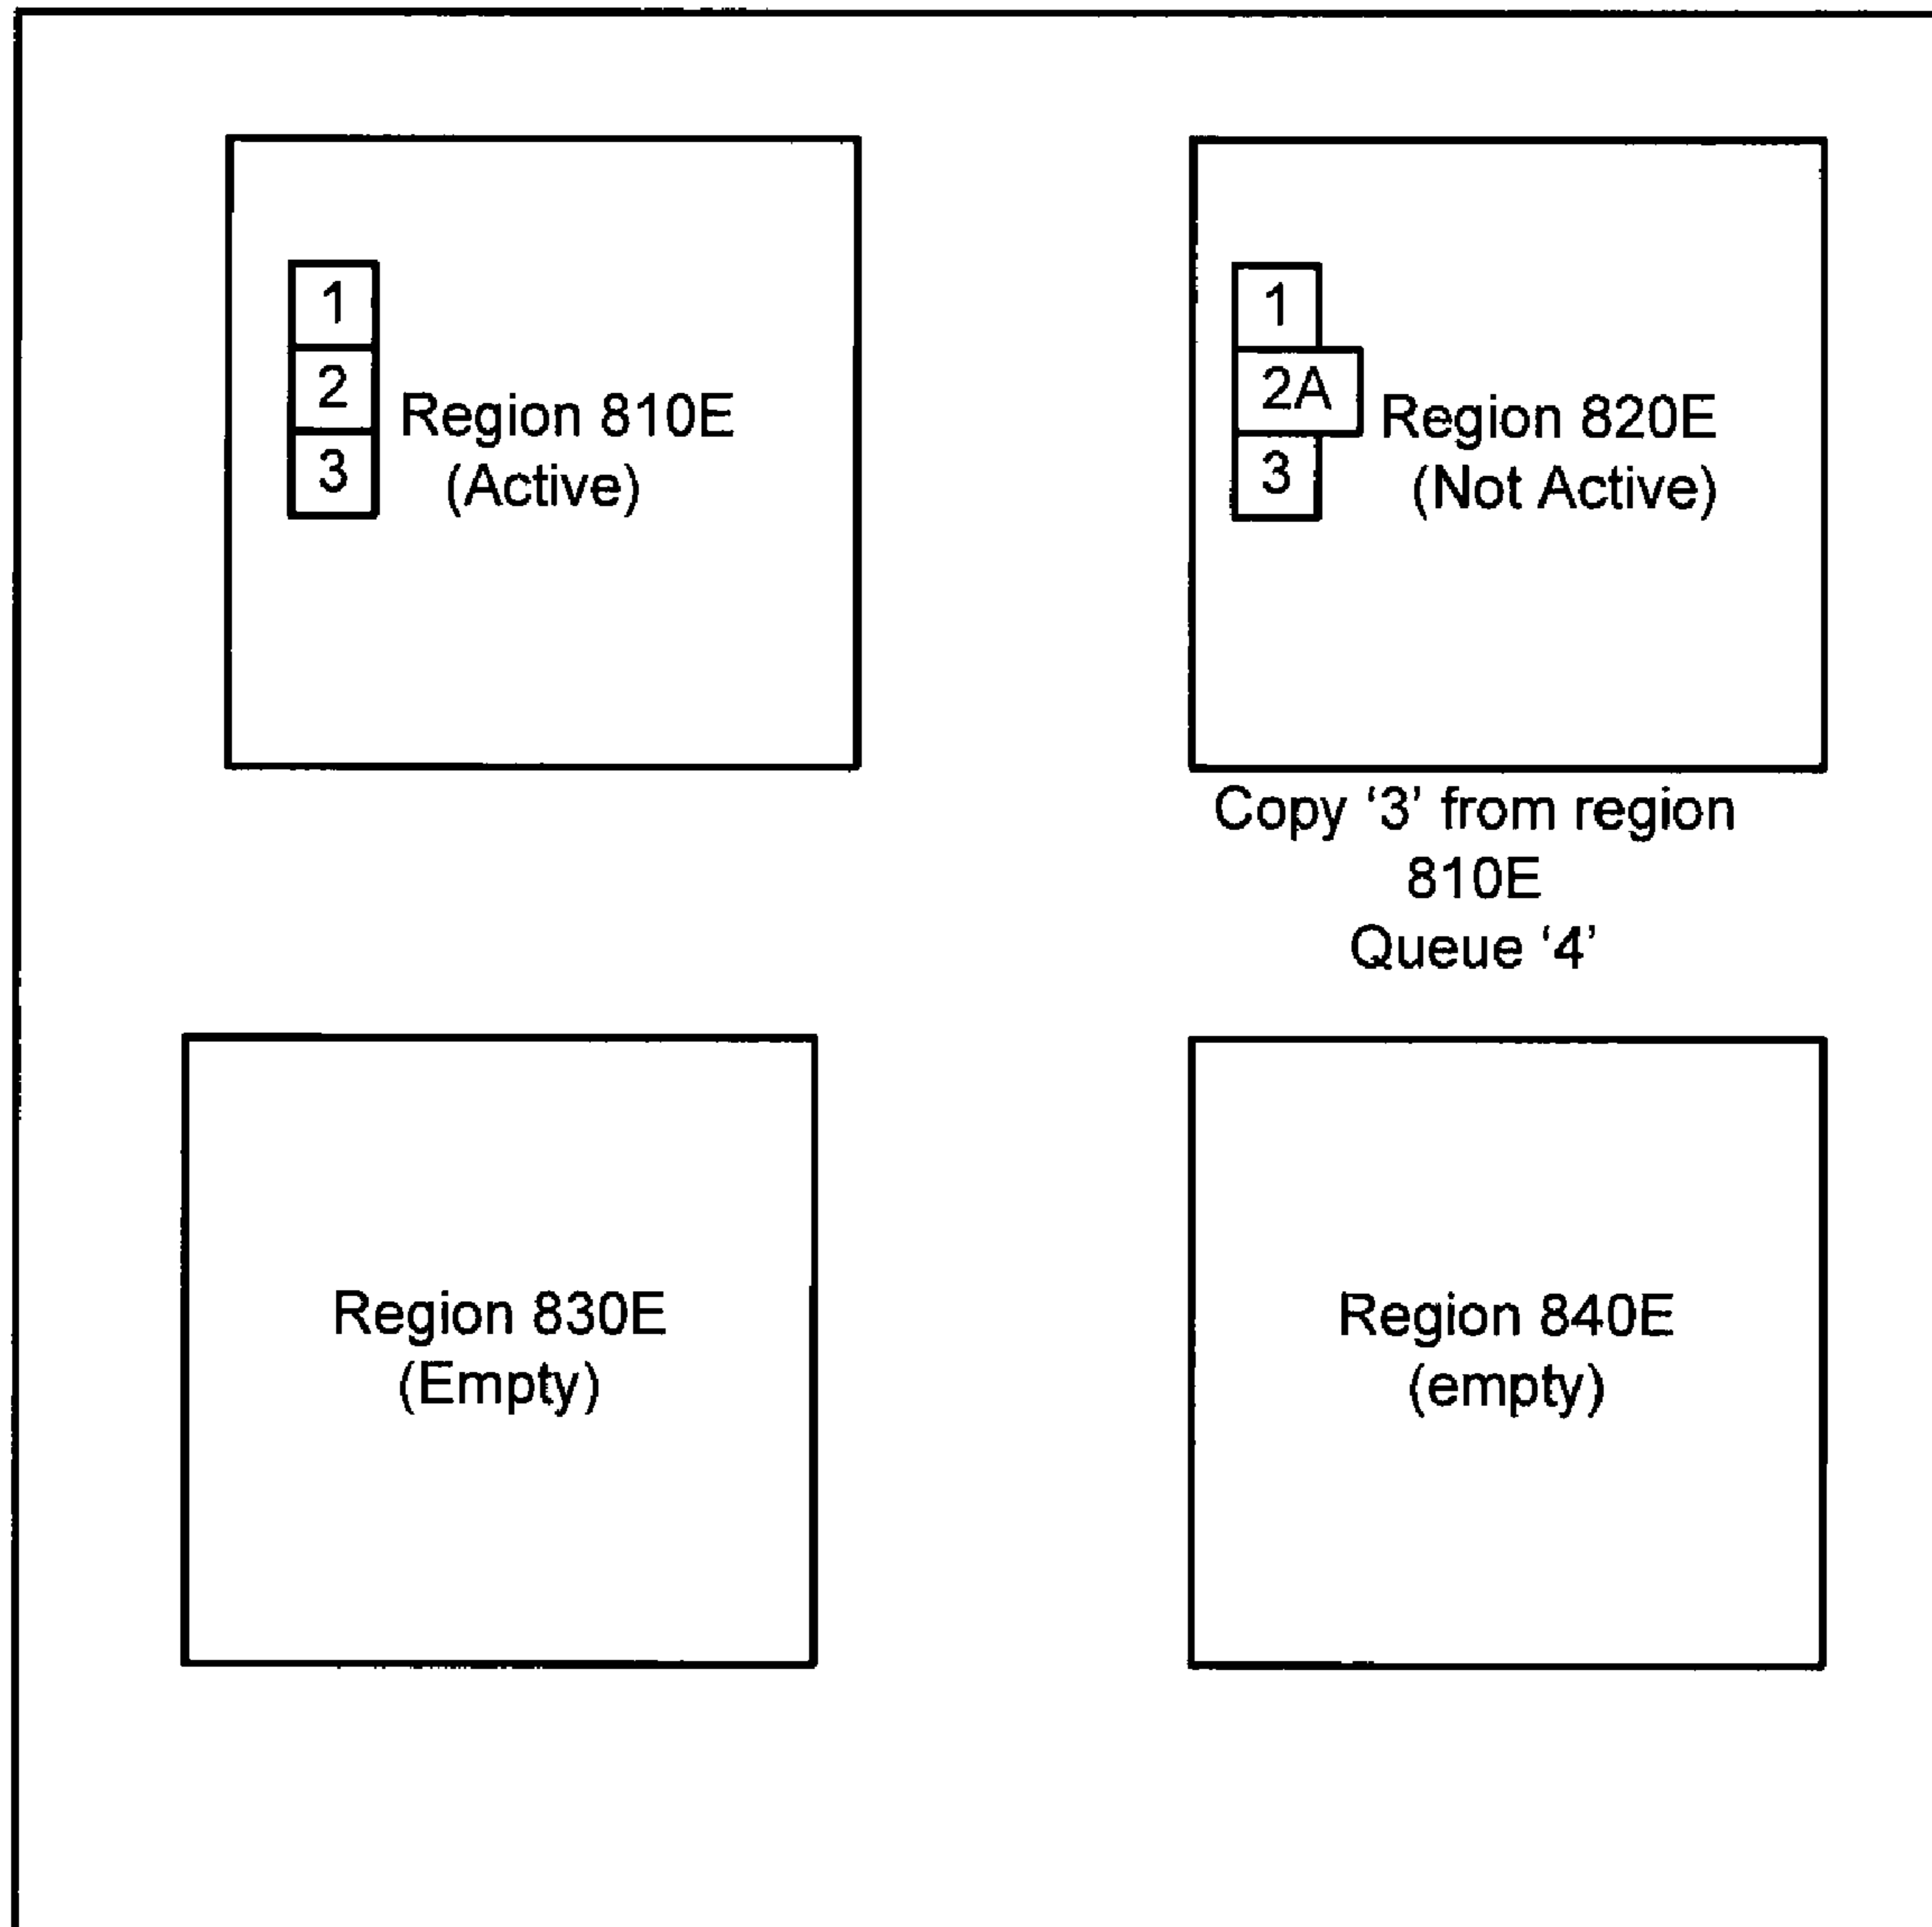 1
2
3
Region 810E
(Active)
1
2A
3
Region 820E
(Not Active)
Copy ‘3’ from region
810E
Queue ‘4’
Region 830E
(Empty)
Region 840E
(empty)